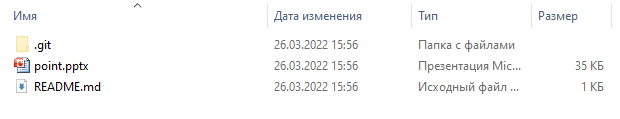 Имя Дата изменения Тип Размер
.git 26.03.2022 15:56 Папка с файлами
point.pptx 26.03.2022 15:56 Презентация Mic... 35 КБ
README.md 26.03.2022 15:56 Исходный файл ... 1 КБ